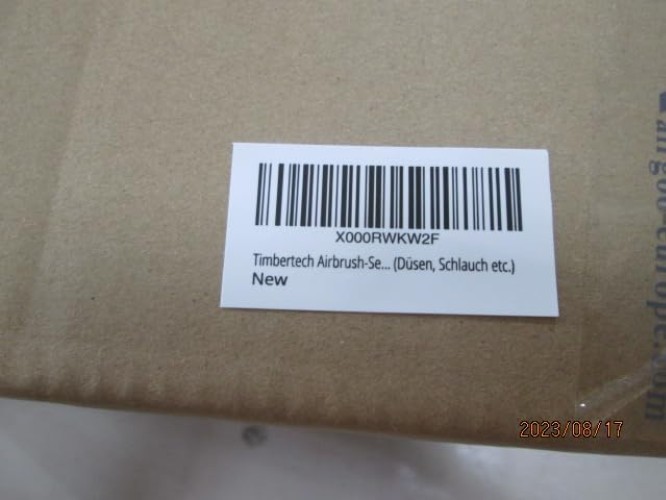 X000RWKW2F
Timbertech Airbrush-Se... (Düsen, Schlauch etc.)
New
2023/08/17